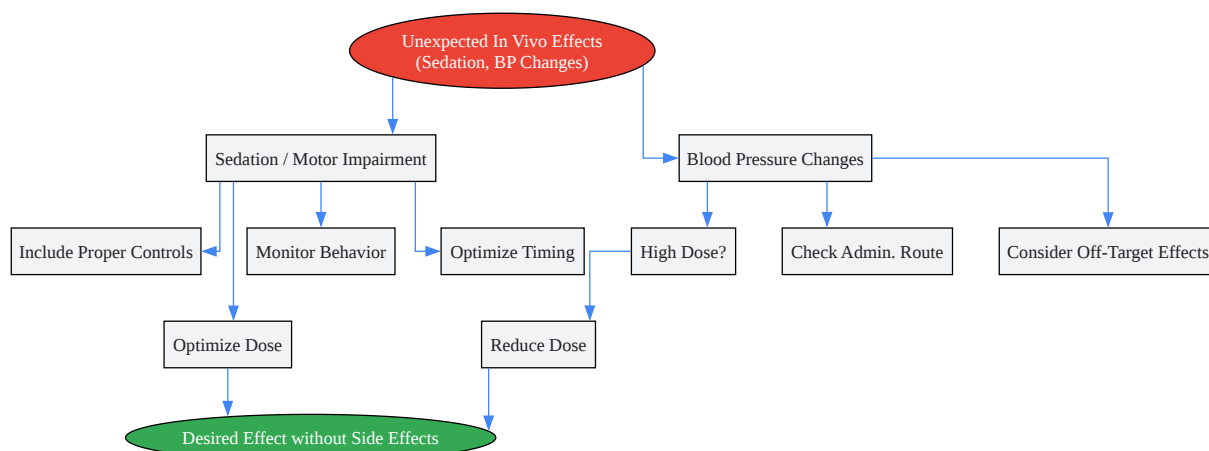 Unexpected In Vivo Effects
(Sedation, BP Changes)
Sedation / Motor Impairment
Blood Pressure Changes
Include Proper Controls
Monitor Behavior
Optimize Timing
High Dose?
Check Admin. Route
Consider Off-Target Effects
Optimize Dose
Reduce Dose
Desired Effect without Side Effects